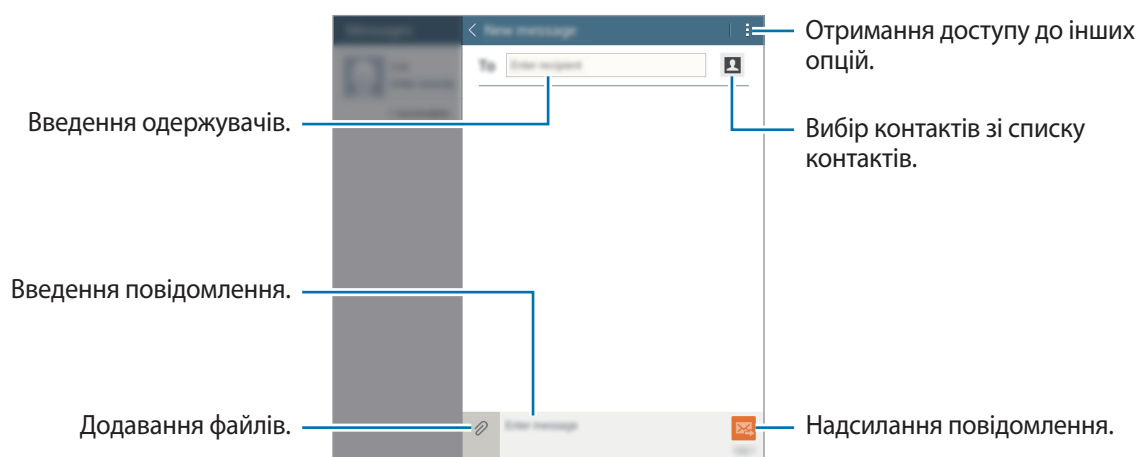 Messages
New message
Отримання доступу до інших
опцій.
To
Enter recipient
Введення одержувачів.
Вибір контактів зі списку
контактів.
Введення повідомлення.
Додавання файлів.
Enter message
Надсилання повідомлення.